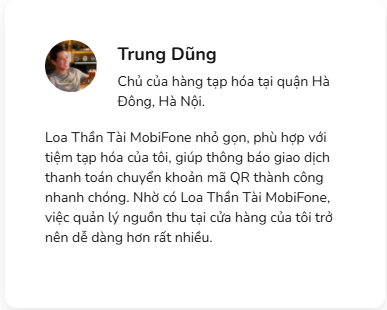 Trung Dũng
Chủ của hàng tạp hóa tại quận Hà
Đông, Hà Nội.
Loa Thần Tài MobiFone nhỏ gọn, phù hợp với
tiệm tạp hóa của tôi, giúp thông báo giao dịch
thanh toán chuyển khoản mã QR thành công
nhanh chóng. Nhờ có Loa Thần Tài MobiFone,
việc quản lý nguồn thu tại cửa hàng của tôi trở
nên dễ dàng hơn rất nhiều.